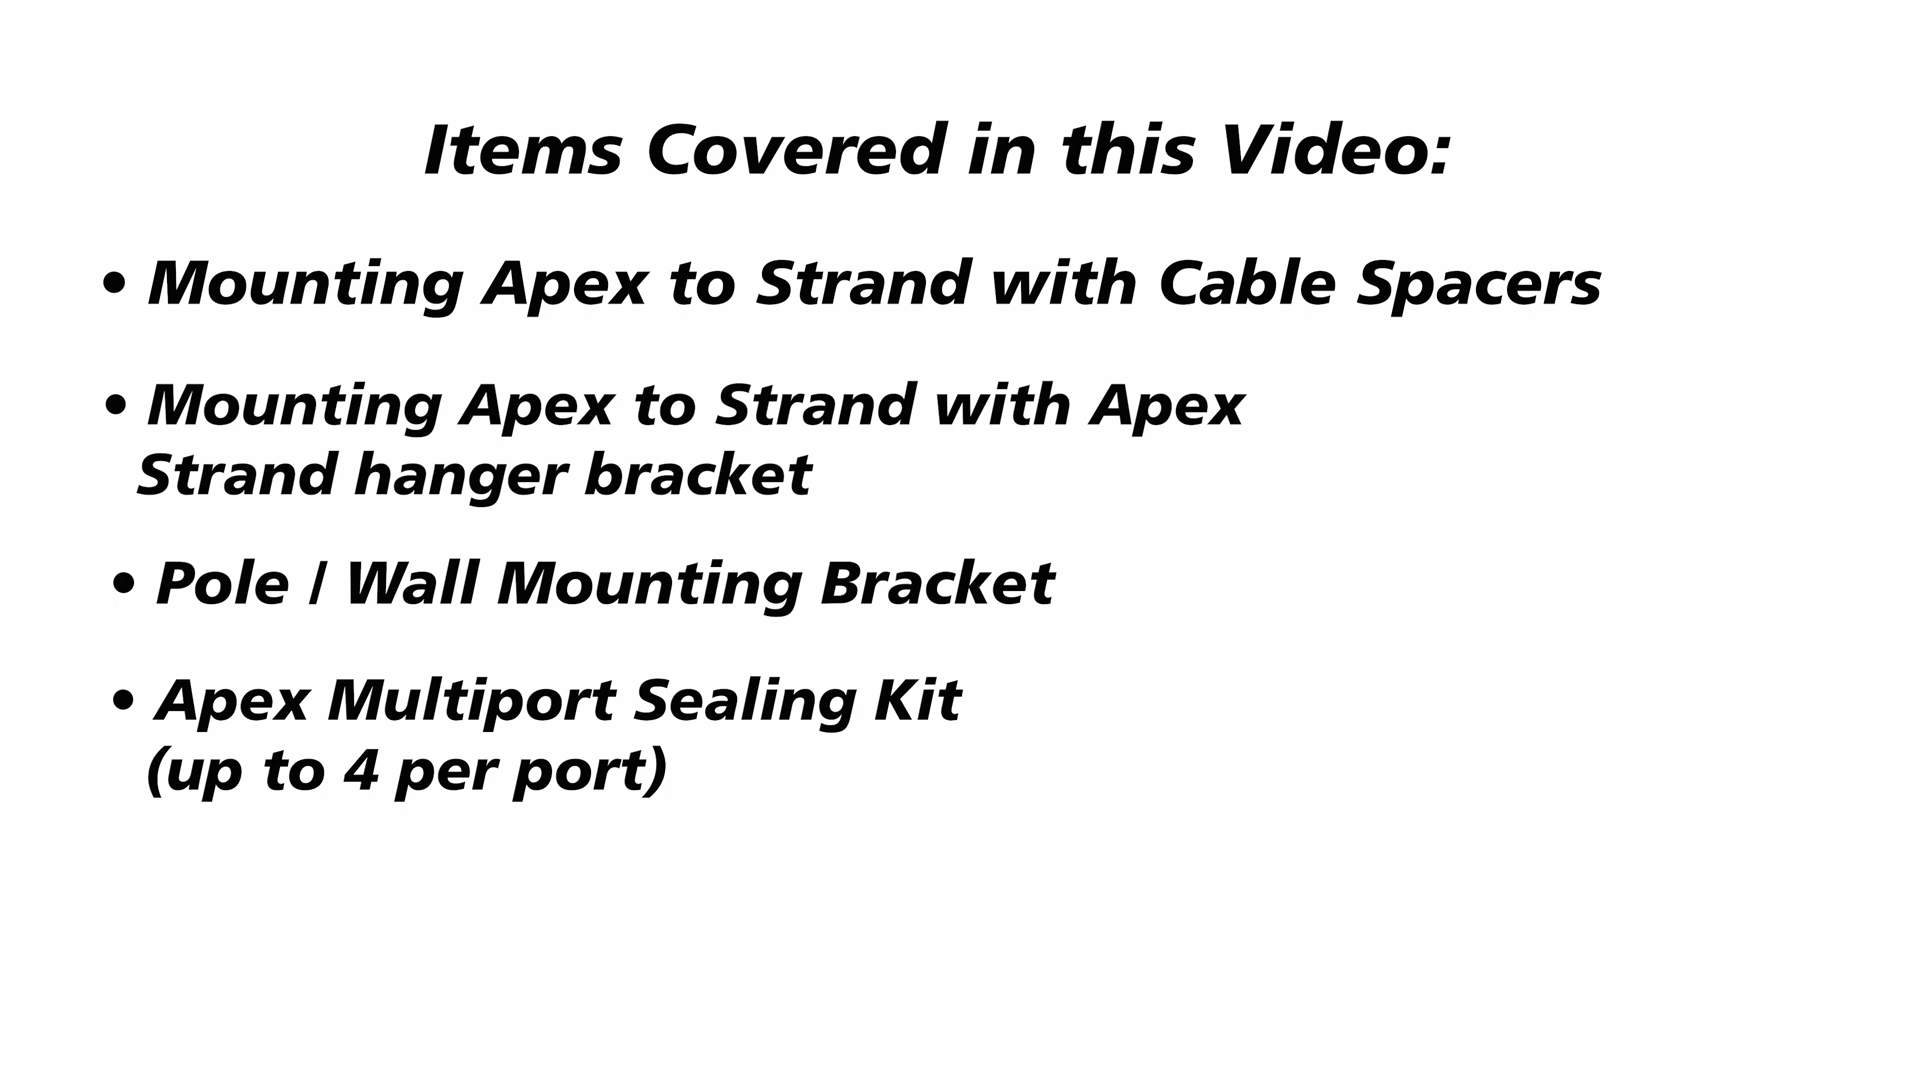 Items Covered in this Video:
• Mounting Apex to Strand with Cable Spacers
• Mounting Apex to Strand with Apex
Strand hanger bracket
• Pole / Wall Mounting Bracket
• Apex Multiport Sealing Kit
(up to 4 per port)